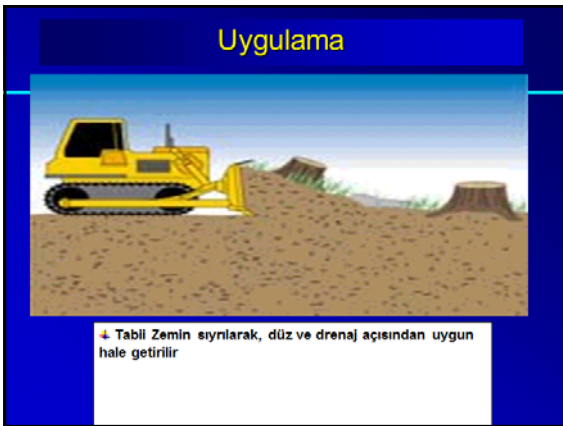 Uygulama
Tabii Zemin sıyrılarak, düz ve drenaj açısından uygun
hale getirilir